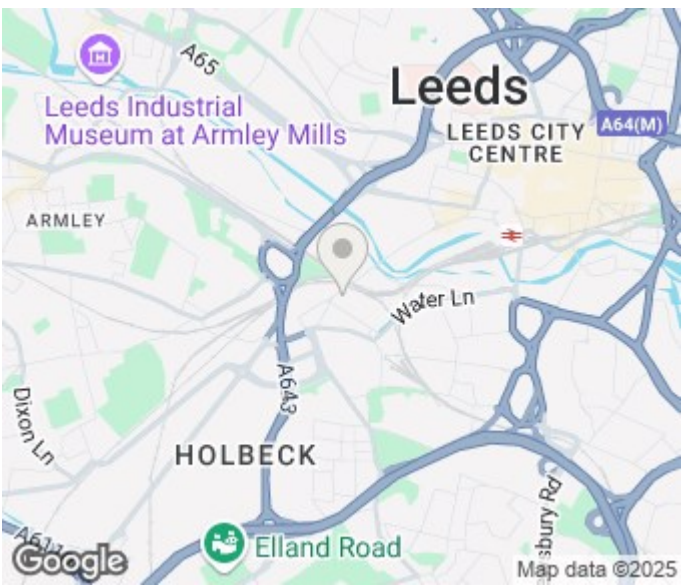 A65
Leeds
Leeds Industrial
Museum at Armley Mills
LEEDS CITY
CENTRE
A64(M)
ARMLEY
Water Ln
A643
Dixon Ln
HOLBECK
Elland Road
Google
Map data ©2025